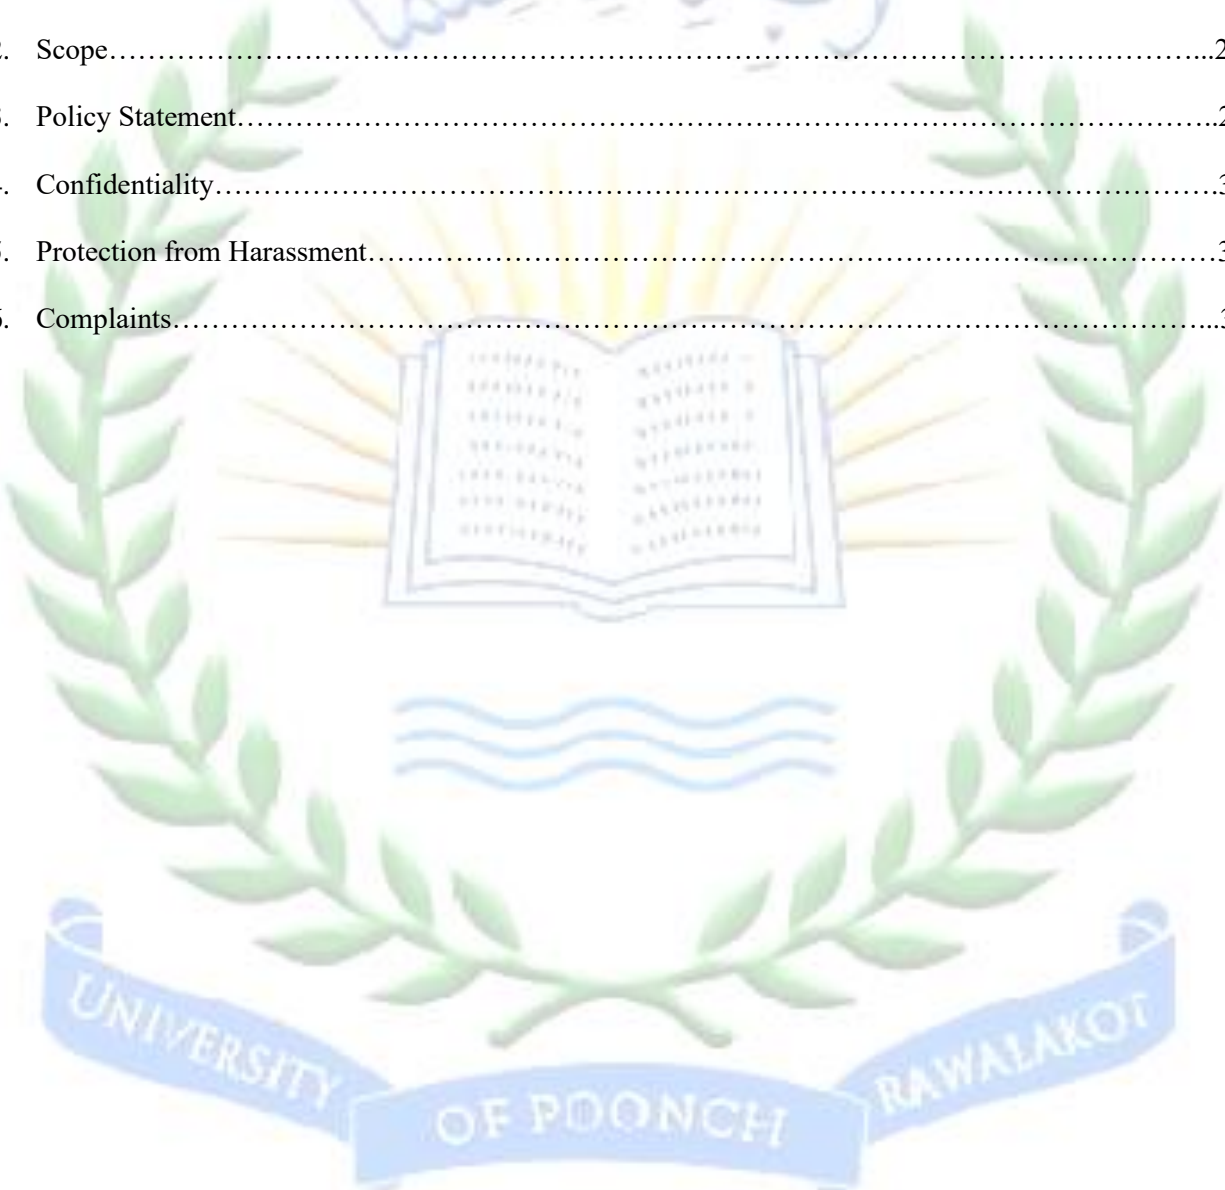 . Scope……………………………………………………………………………………………...2
. Policy Statement……………………………………………………………………………………..2
. Confidentiality………………………………………………………………………………………..3
. Protection from Harassment…………………………………………………………………………3
. Complaints…………………………………………………………………………………………...3
UNIVERSITY OF POONCH RAWALAKOT